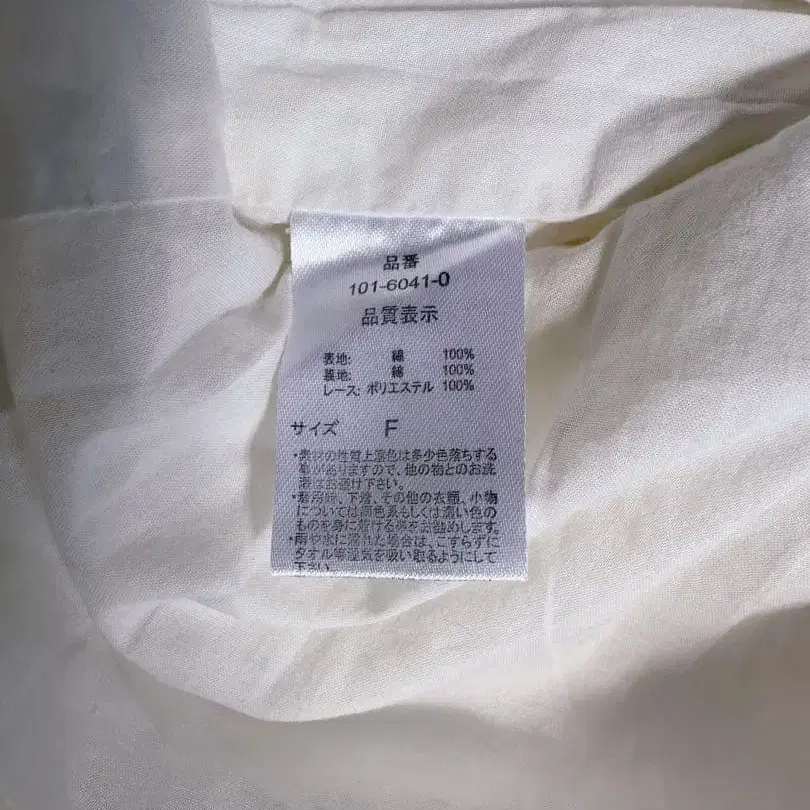 品番
101-6041-0
品質表示
表地: 綿 100%
裏地: 綿 100%
レース: ポリエステル 100%
サイズ F
・素材の性質上濃色は多少色落ちする
事がありますので、他の物とのお洗
濯はお避け下さい。
・着用時、下着、その他の衣類、小物
については同色系もしくは濃い色の
ものを身に着ける事をお勧めします。
・雨や水に濡れた場合は、こすらずに
タオル等湿気を吸い取るようにして
下さい。